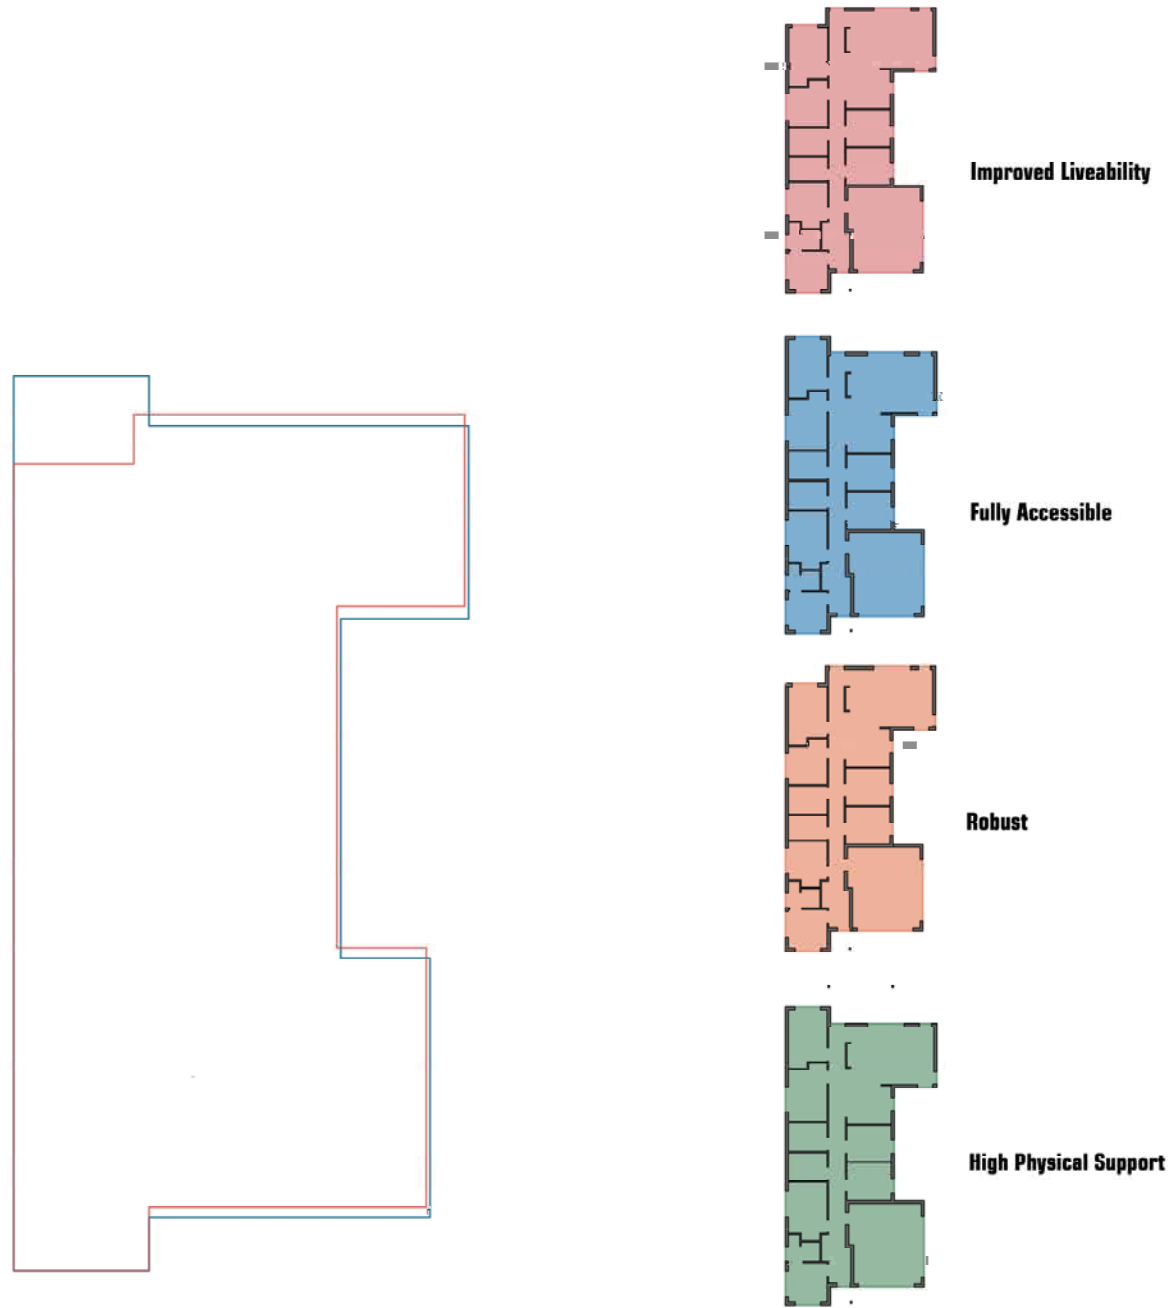 Improved Liveability
Fully Accessible
Robust
High Physical Support